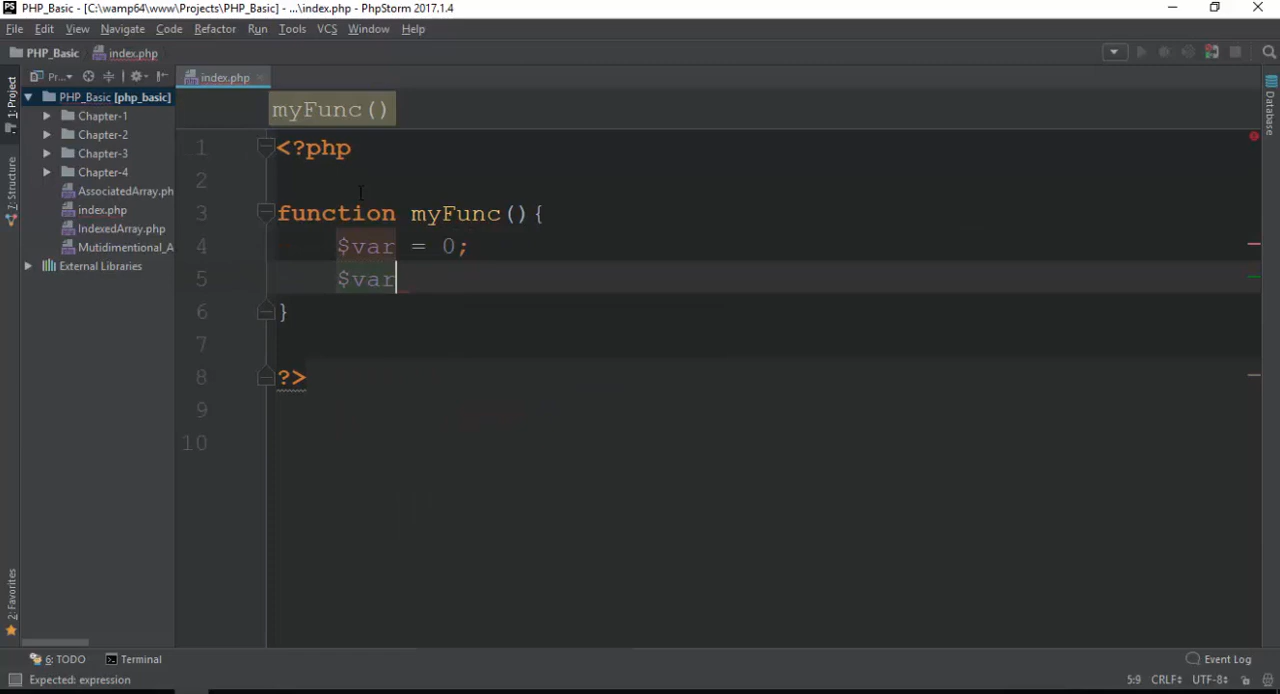 PS PHP_Basic - [C:\wamp64\www\Projects\PHP_Basic] - ...\index.php - PhpStorm 2017.1.4
File Edit View Navigate Code Refactor Run Tools VCS Window Help
PHP_Basic index.php
1: Project
Pr...
index.php
PHP_Basic [php_basic]
Chapter-1
Chapter-2
Chapter-3
Chapter-4
AssociatedArray.ph
index.php
IndexedArray.php
Mutidimentional_A
External Libraries
7: Structure
2: Favorites
myFunc()
1 <?php
2
3 function myFunc(){
4 $var = 0;
5 $var
6 }
7
8 ?>
9
10
Database
6: TODO Terminal Event Log
Expected: expression 5:9 CRLF UTF-8